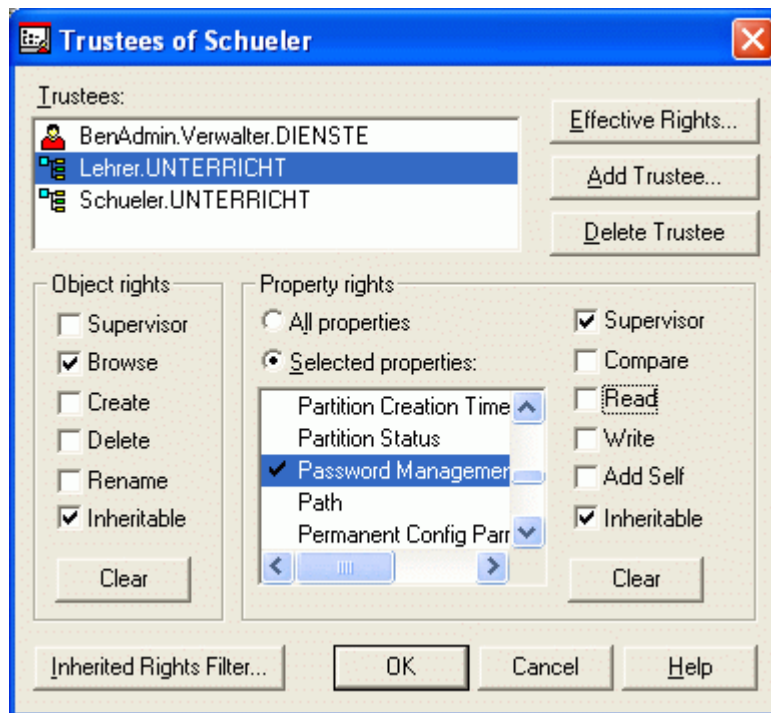 Trustees of Schueler
Trustees:
BenAdmin.Verwalter.DIENSTE
Lehrer.UNTERRICHT
Schueler.UNTERRICHT
Effective Rights...
Add Trustee...
Delete Trustee
Object rights
Supervisor
Browse
Create
Delete
Rename
Inheritable
Clear
Property rights
All properties
Selected properties:
Partition Creation Time
Partition Status
Password Managemen
Path
Permanent Config Parr
Supervisor
Compare
Read
Write
Add Self
Inheritable
Clear
Inherited Rights Filter...
OK
Cancel
Help